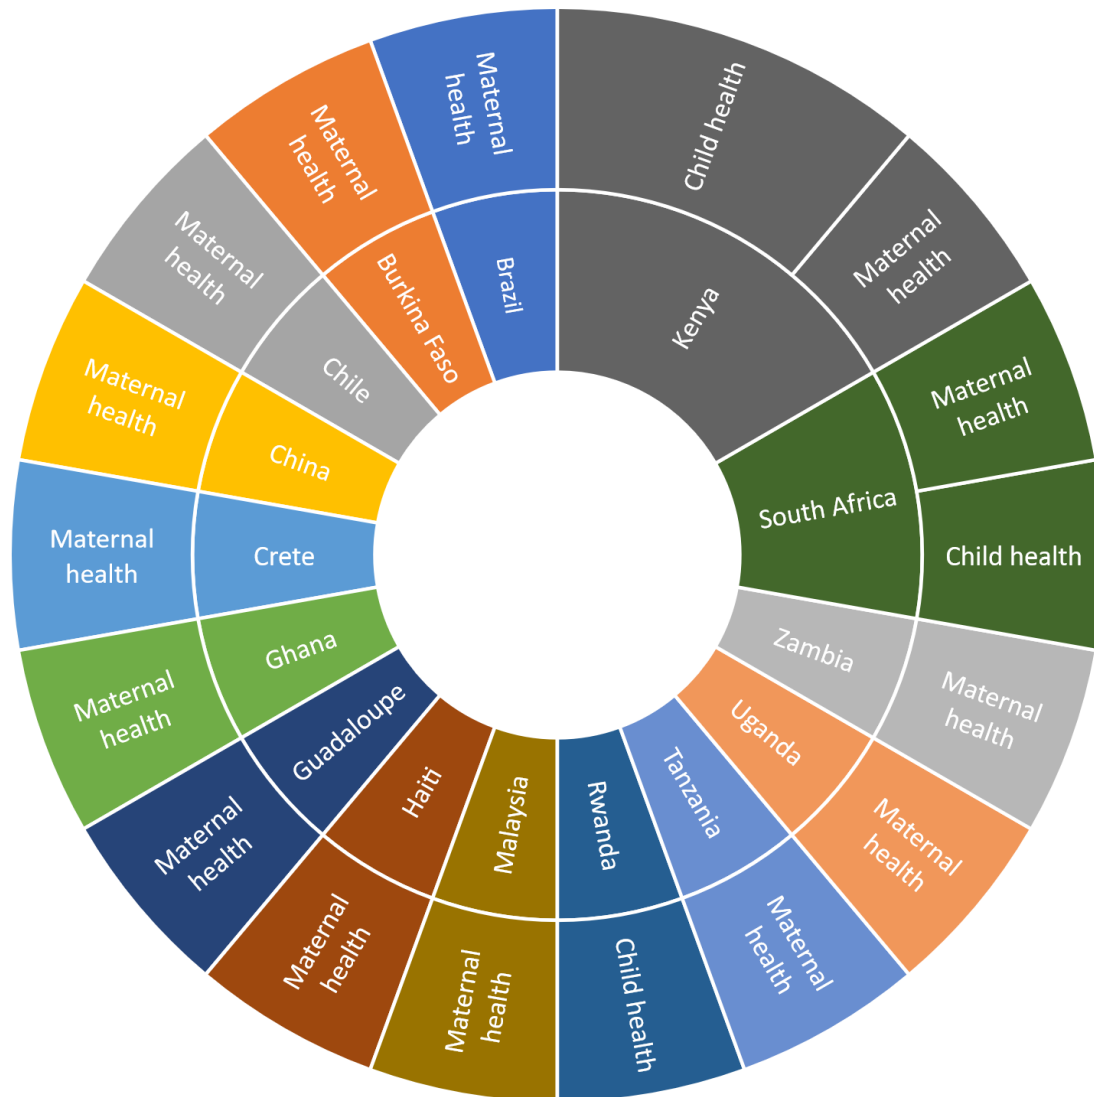 Child health
Maternal
health
Kenya
Maternal
health
Child health
South Africa
Maternal
health
Zambia
Maternal
health
Uganda
Maternal
health
Tanzania
Child health
Rwanda
Maternal
health
Malaysia
Maternal
health
Haiti
Maternal
health
Guadaloupe
Maternal
health
Ghana
Maternal
health
Crete
Maternal
health
China
Maternal
health
Chile
Maternal
health
Burkina Faso
Maternal
health
Brazil